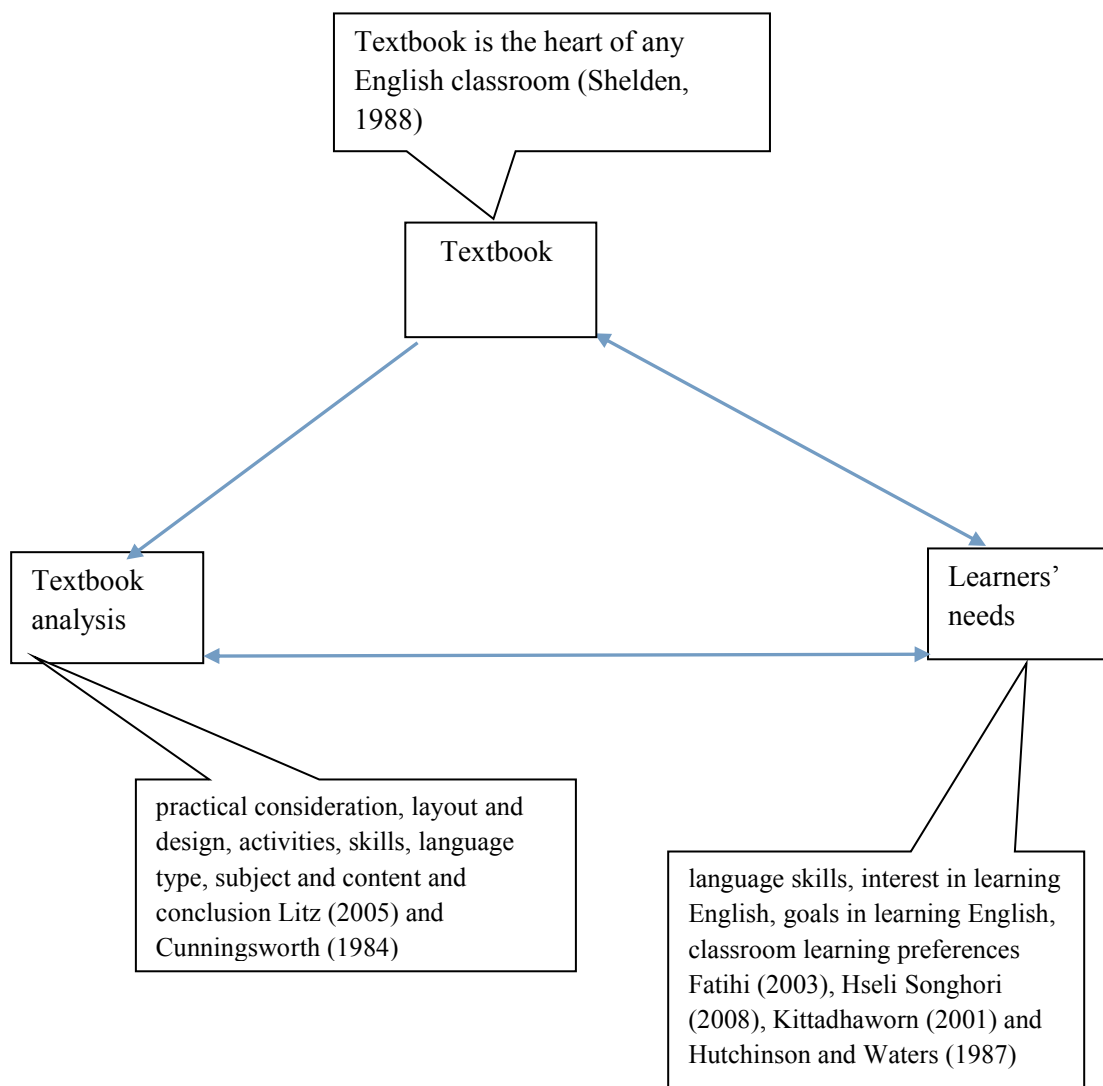 Textbook is the heart of any
English classroom (Shelden,
1988)
Textbook
Textbook
analysis
Learners’
needs
practical consideration, layout and
design, activities, skills, language
type, subject and content and
conclusion Litz (2005) and
Cunningsworth (1984)
language skills, interest in learning
English, goals in learning English,
classroom learning preferences
Fatihi (2003), Hseli Songhori
(2008), Kittadhaworn (2001) and
Hutchinson and Waters (1987)